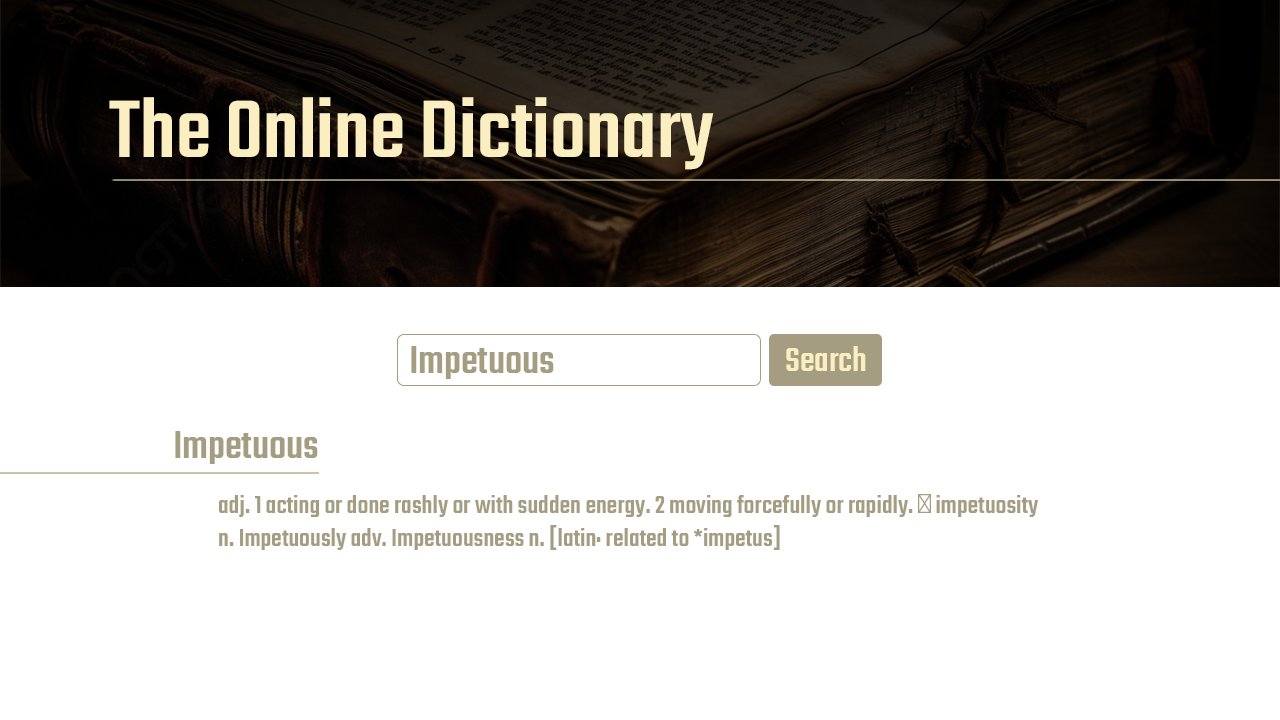 The Online Dictionary
Impetuous
Search
Impetuous
adj. 1 acting or done rashly or with sudden energy. 2 moving forcefully or rapidly. impetuosity
n. Impetuously adv. Impetuousness n. [latin: related to *impetus]